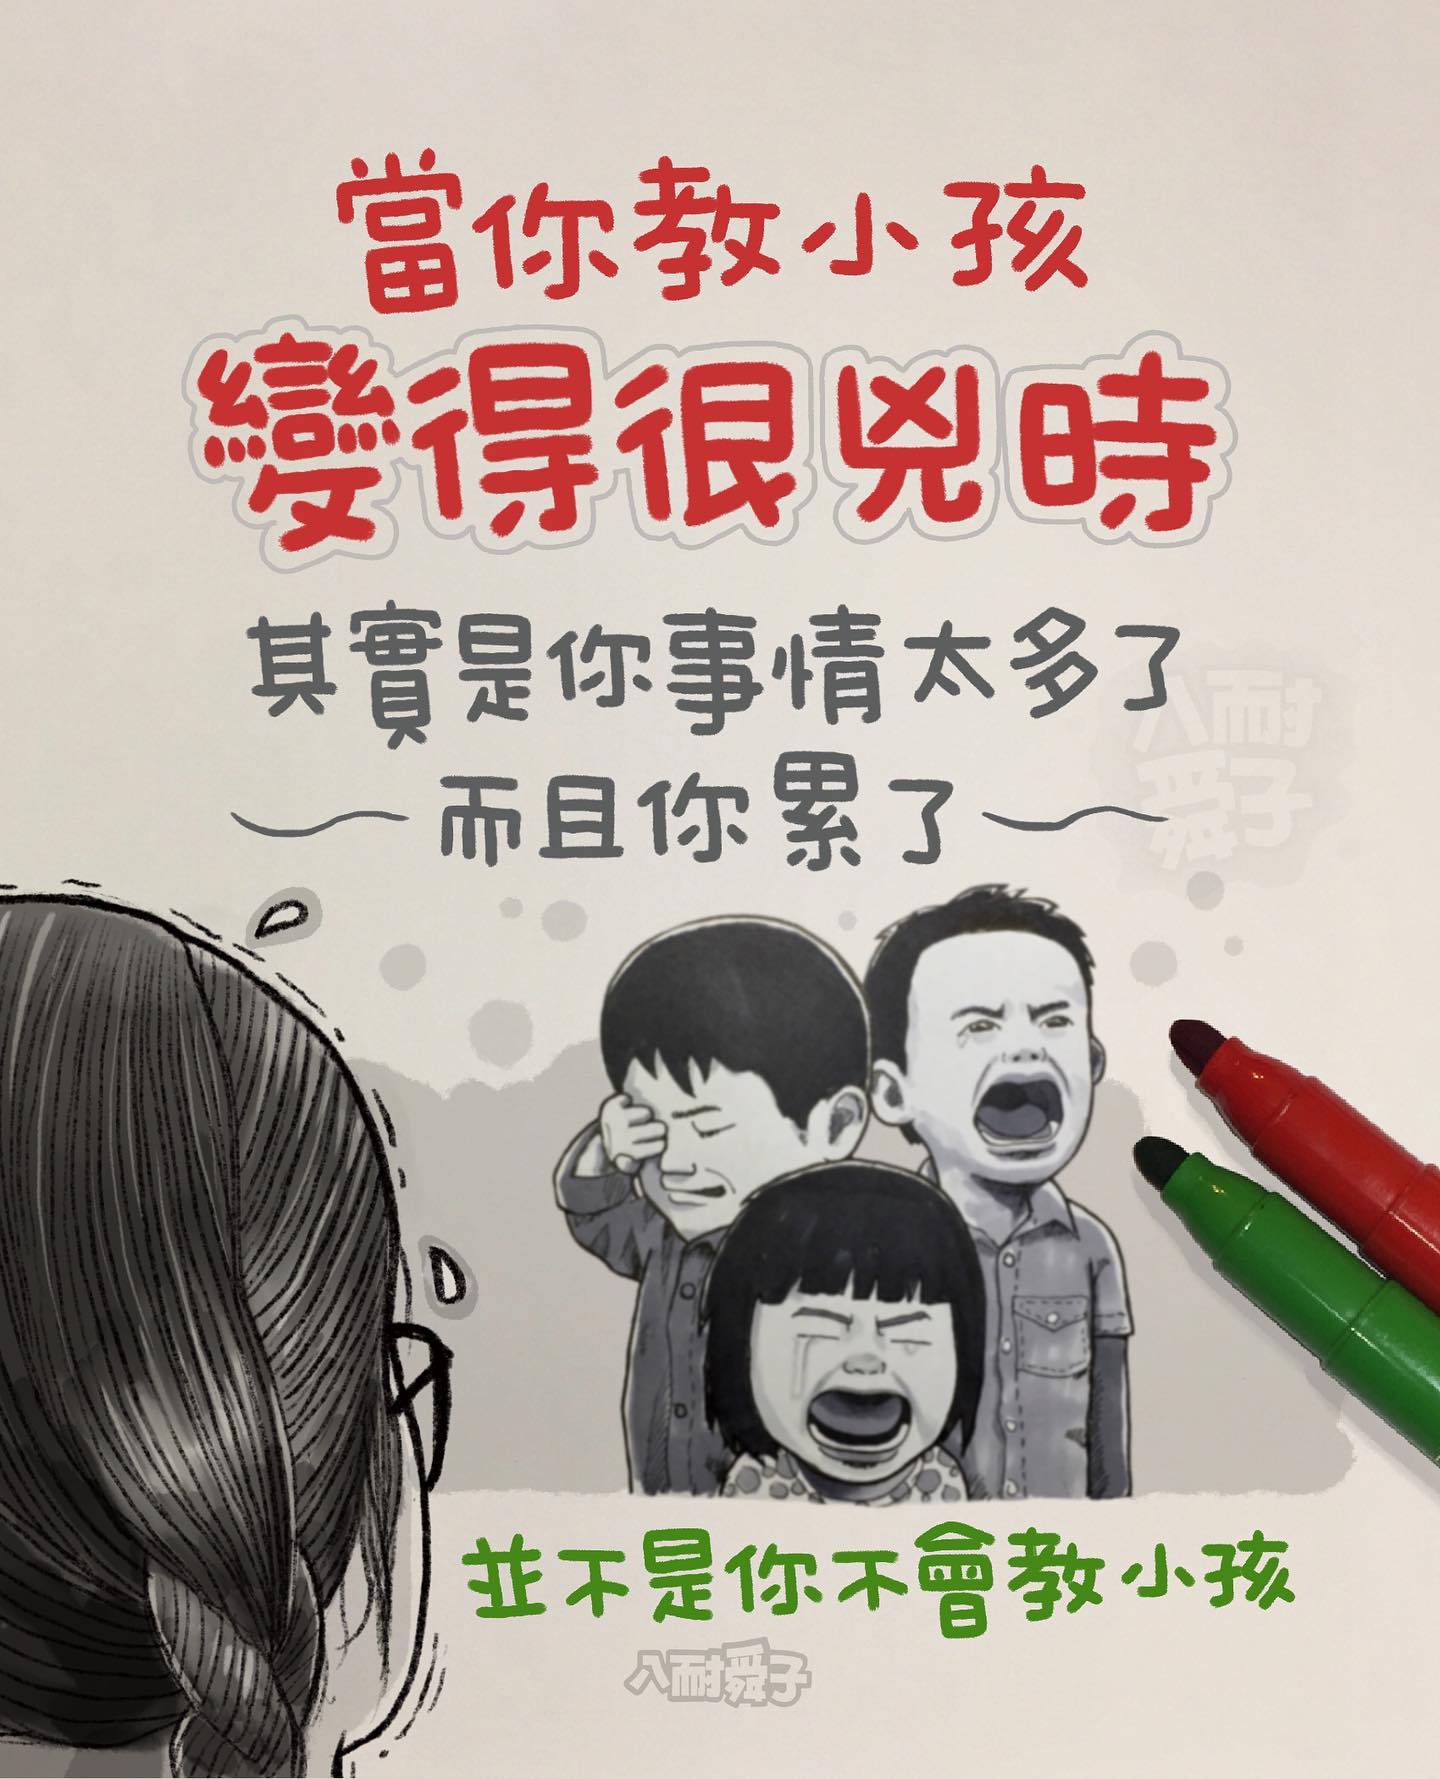 當你教小孩
變得很兇時
其實是你事情太多了
而且你累了
八耐舜子
並不是你不會教小孩
八耐舜子